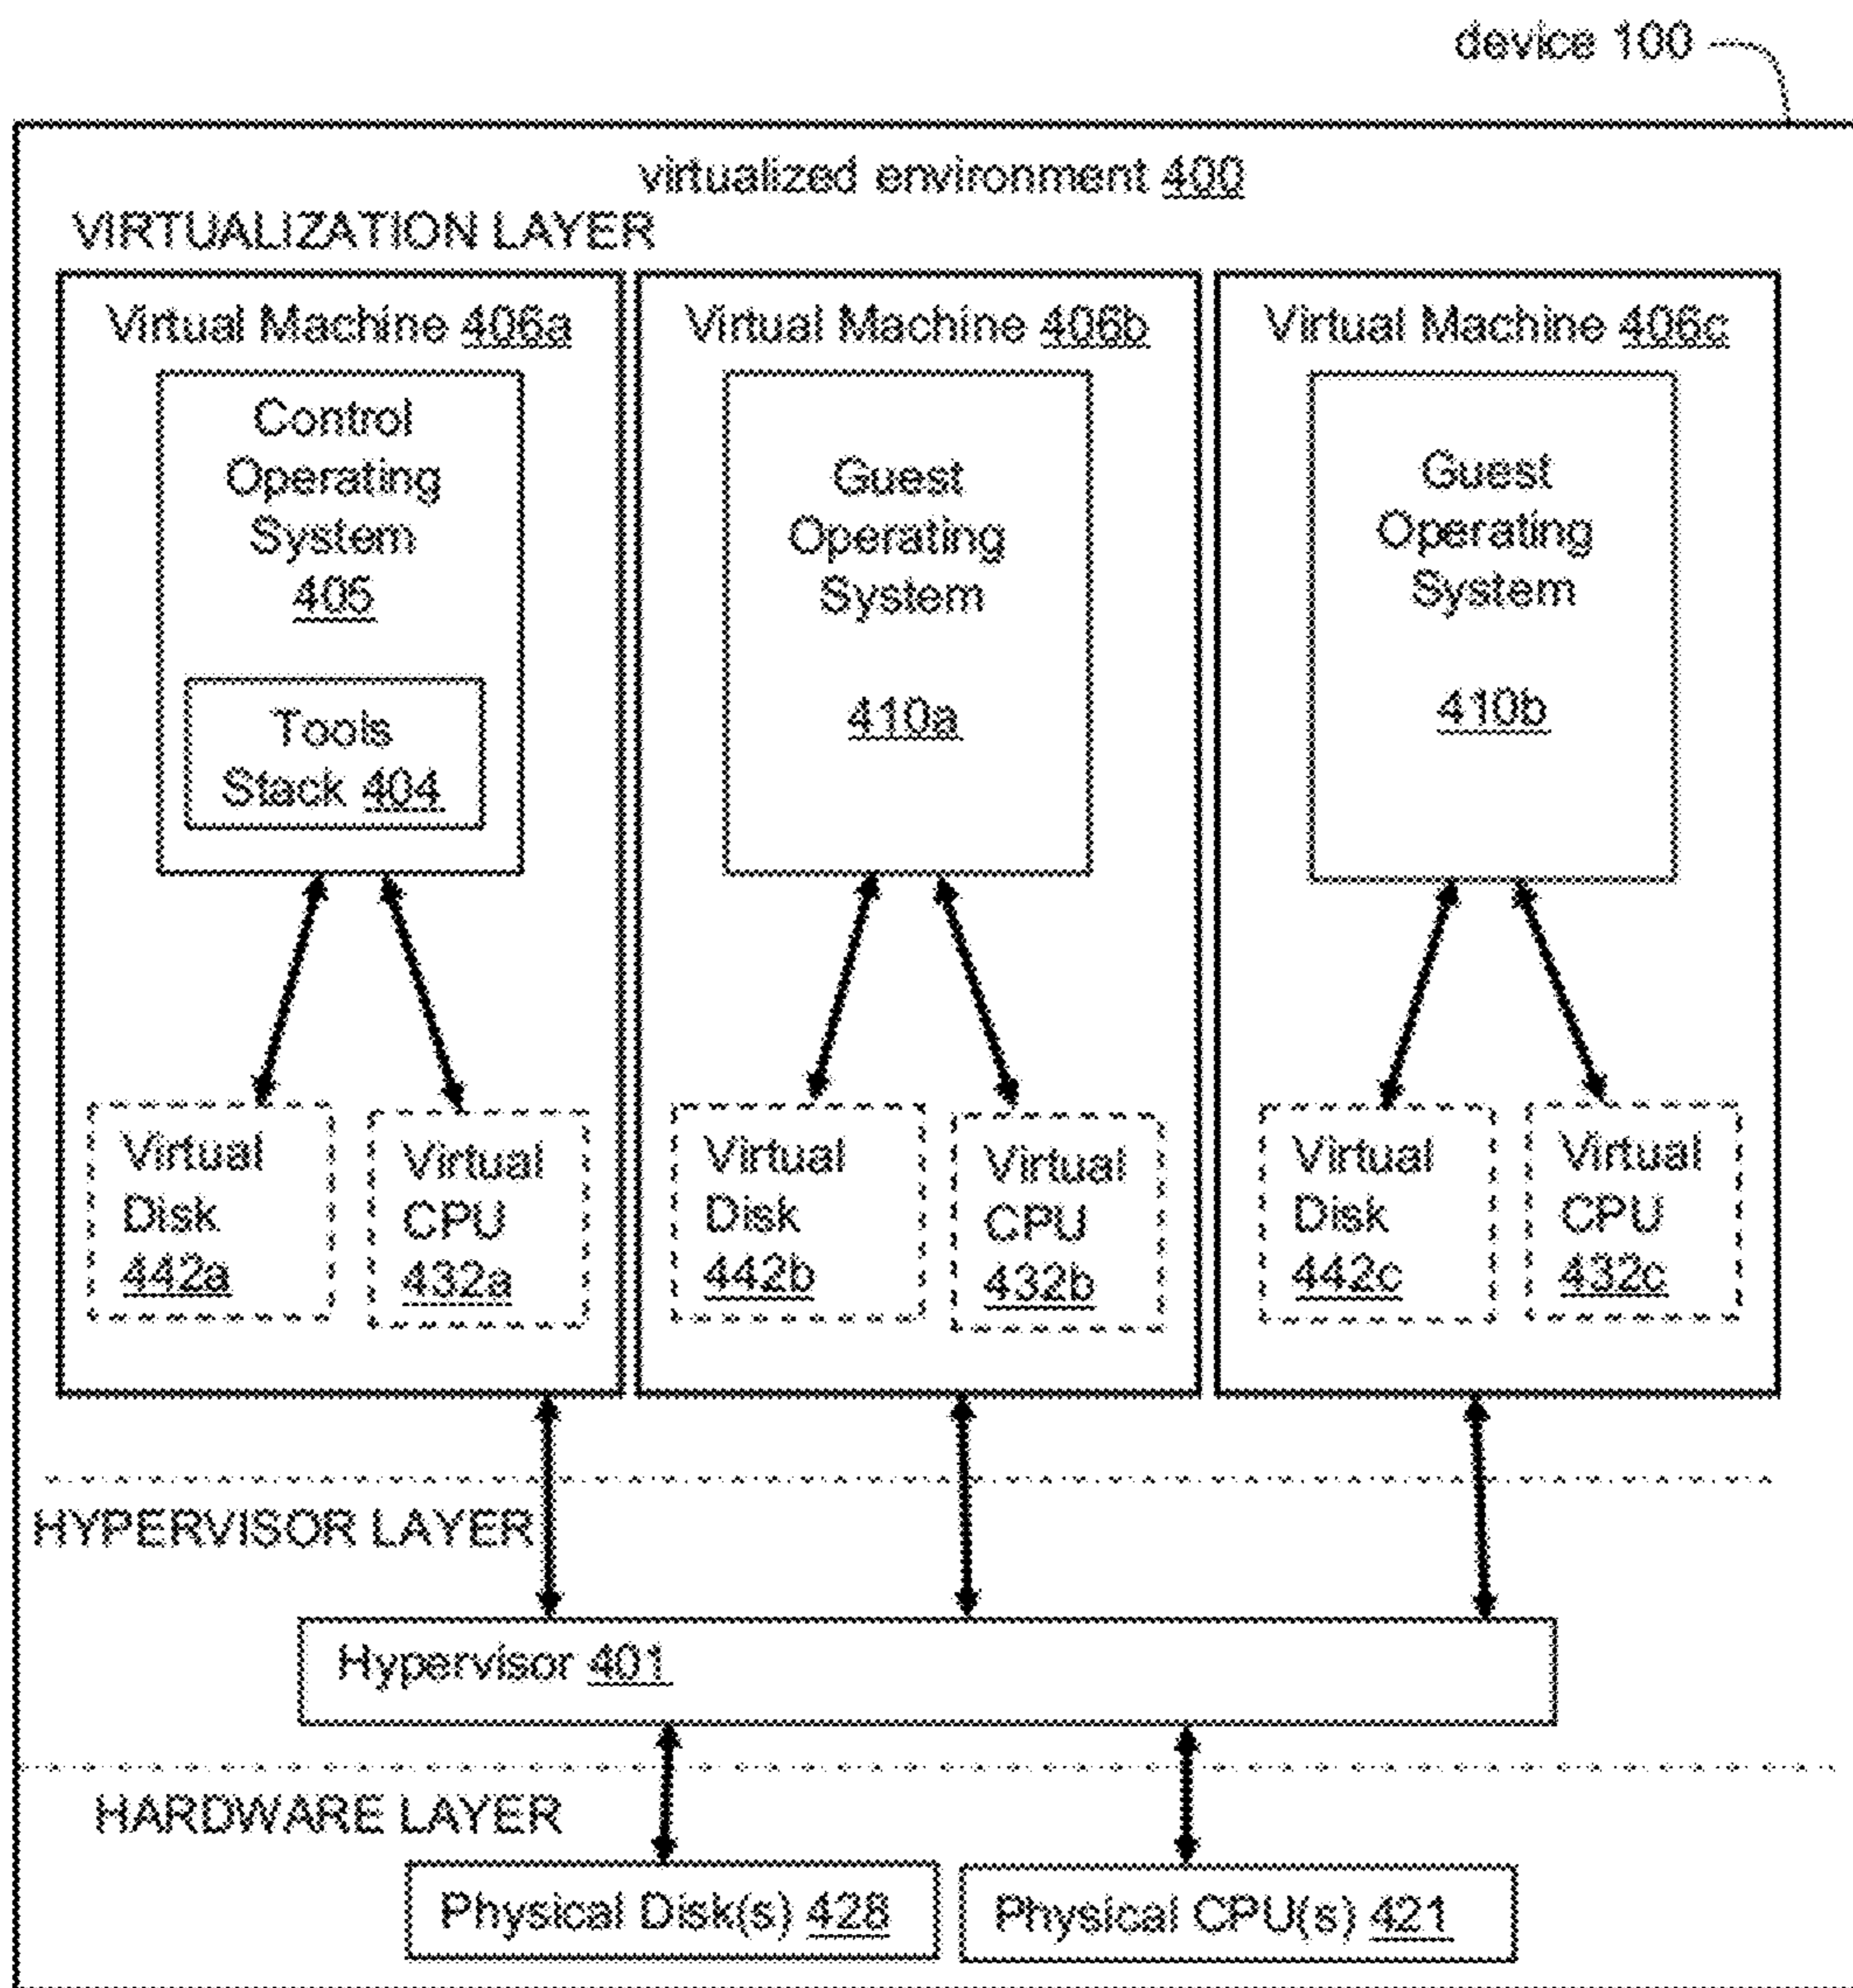 device 100
virtualized environment 400
VIRTUALIZATION LAYER
Virtual Machine 406a
Control
Operating
System
405
Tools
Stack 404
Virtual
Disk
442a
Virtual
CPU
432a
Virtual Machine 406b
Guest
Operating
System
410a
Virtual
Disk
442b
Virtual
CPU
432b
Virtual Machine 406c
Guest
Operating
System
410b
Virtual
Disk
442c
Virtual
CPU
432c
HYPERVISOR LAYER
Hypervisor 401
HARDWARE LAYER
Physical Disk(s) 428
Physical CPU(s) 421